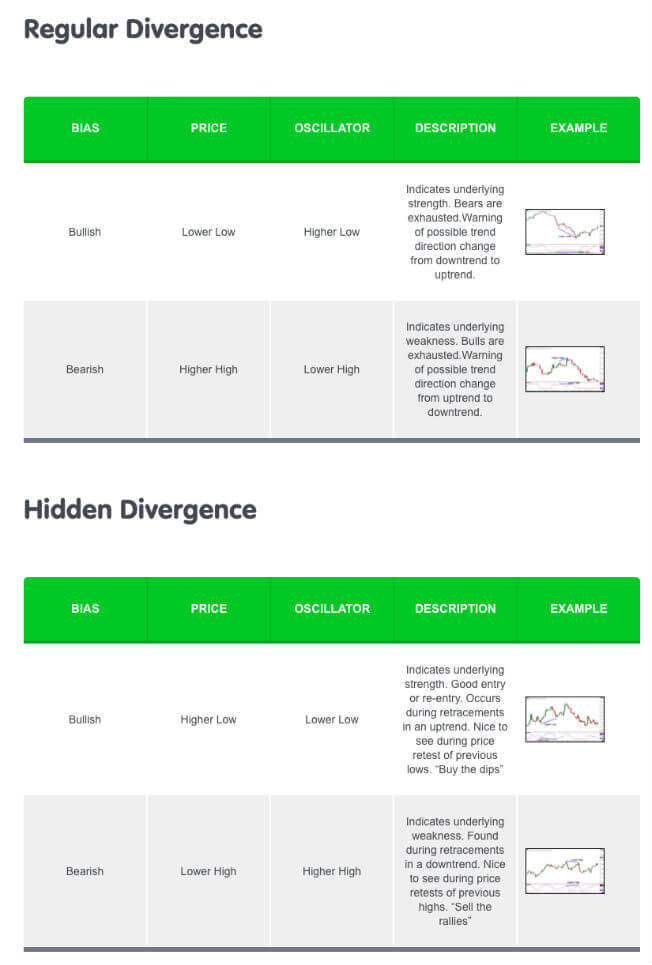 Regular Divergence
BIAS PRICE OSCILLATOR DESCRIPTION EXAMPLE
Bullish
Lower Low
Higher Low
Indicates underlying
strength. Bears are
exhausted.Warning
of possible trend
direction change
from downtrend to
uptrend.
Bearish
Higher High
Lower High
Indicates underlying
weakness. Bulls are
exhausted.Warning
of possible trend
direction change
from uptrend to
downtrend.
Hidden Divergence
BIAS PRICE OSCILLATOR DESCRIPTION EXAMPLE
Bullish
Higher Low
Lower Low
Indicates underlying
strength. Good entry
or re-entry. Occurs
during retracements
in an uptrend. Nice to
see during price
retest of previous
lows. “Buy the dips”
Bearish
Lower High
Higher High
Indicates underlying
weakness. Found
during retracements
in a downtrend. Nice
to see during price
retests of previous
highs. “Sell the
rallies”